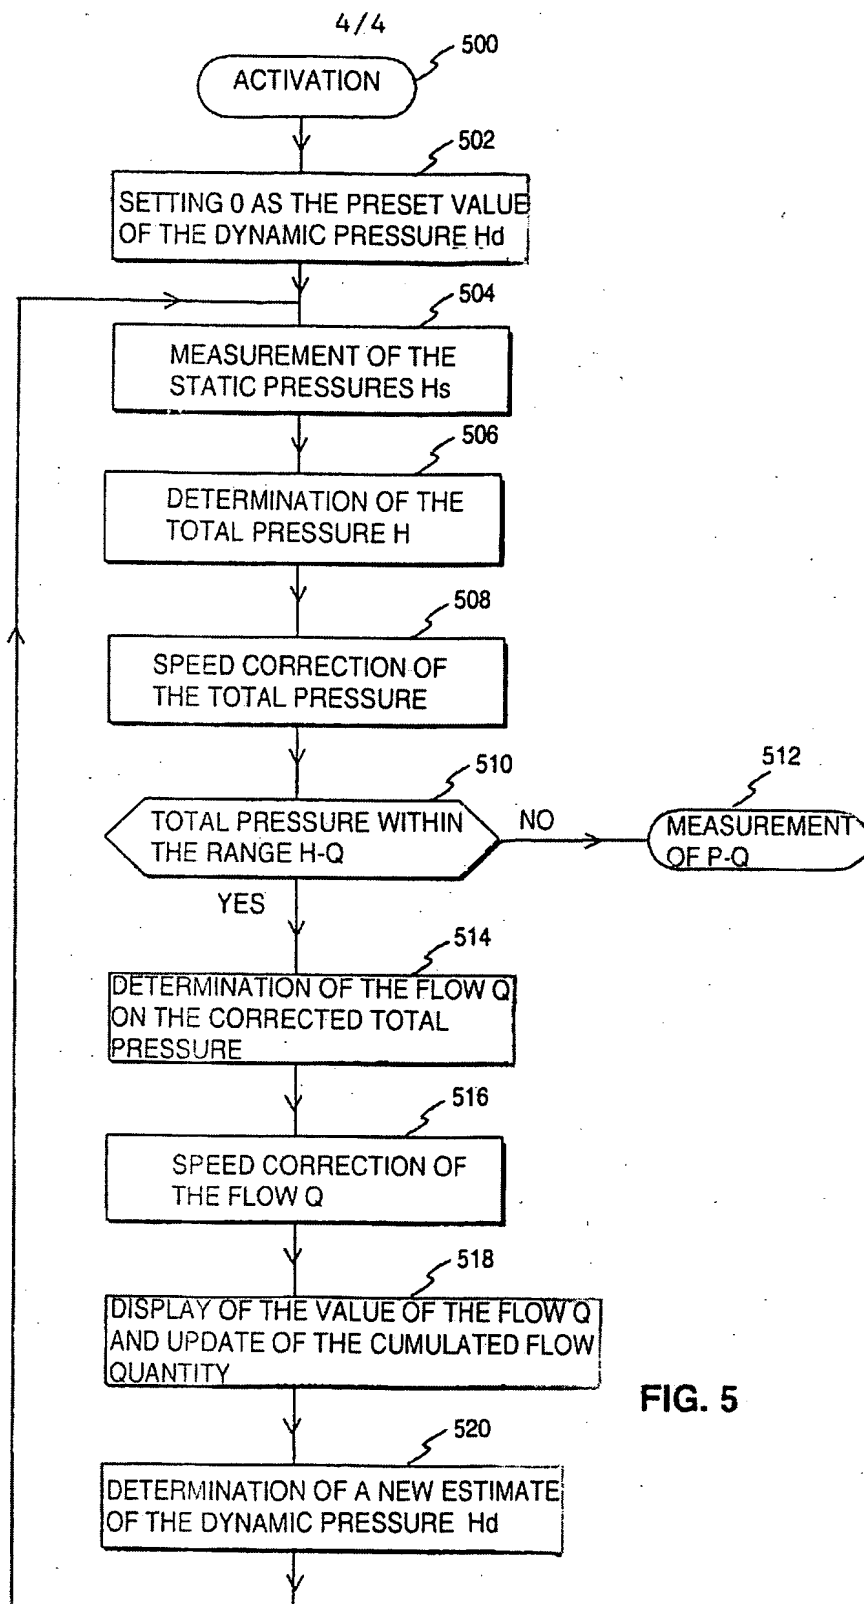 4/4
500
ACTIVATION
502
SETTING 0 AS THE PRESET VALUE
OF THE DYNAMIC PRESSURE Hd
504
MEASUREMENT OF THE
STATIC PRESSURES Hs
506
DETERMINATION OF THE
TOTAL PRESSURE H
508
SPEED CORRECTION OF
THE TOTAL PRESSURE
510
TOTAL PRESSURE WITHIN
THE RANGE H-Q
NO
512
MEASUREMENT
OF P-Q
YES
514
DETERMINATION OF THE FLOW Q
ON THE CORRECTED TOTAL
PRESSURE
516
SPEED CORRECTION OF
THE FLOW Q
518
DISPLAY OF THE VALUE OF THE FLOW Q
AND UPDATE OF THE CUMULATED FLOW
QUANTITY
FIG. 5
520
DETERMINATION OF A NEW ESTIMATE
OF THE DYNAMIC PRESSURE Hd